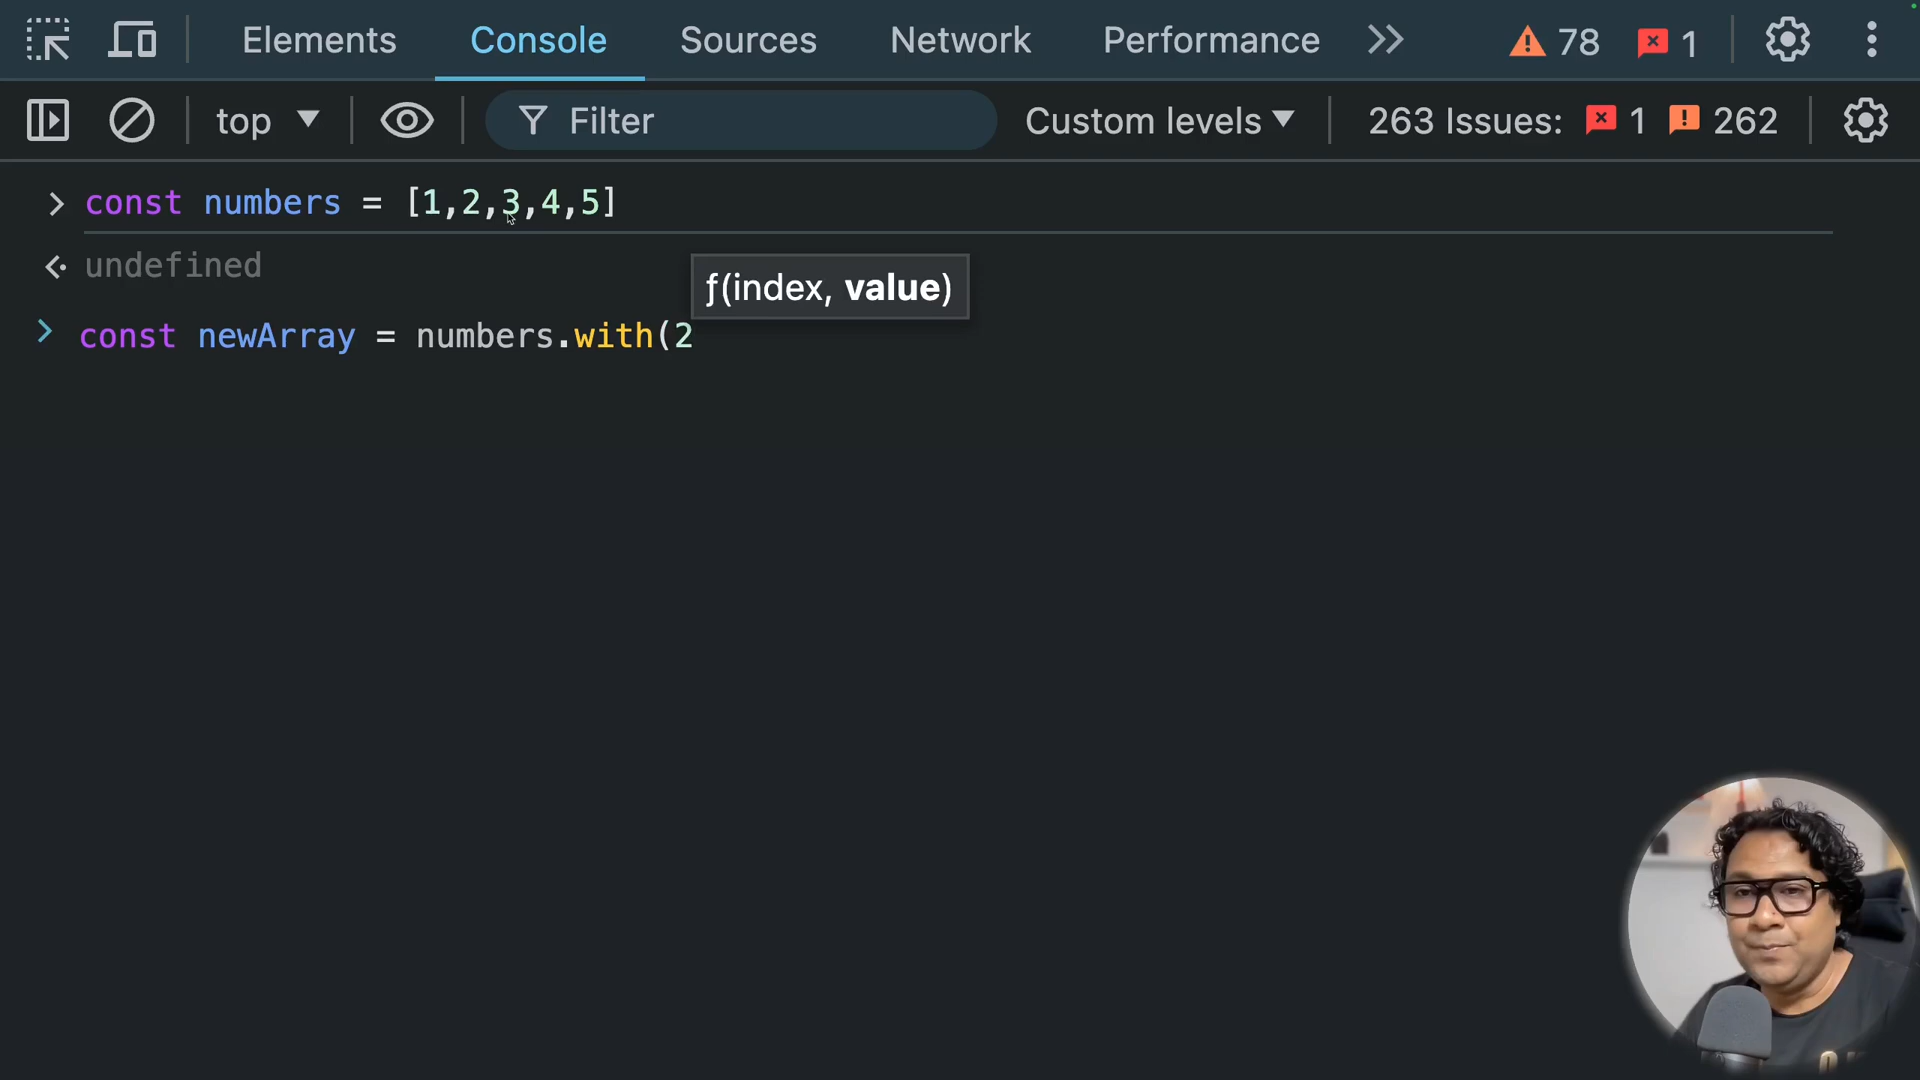 Elements Console Sources Network Performance 78 1
top Filter Custom levels 263 Issues: 1 262
const numbers = [1,2,3,4,5]
undefined
ƒ(index, value)
const newArray = numbers.with(2